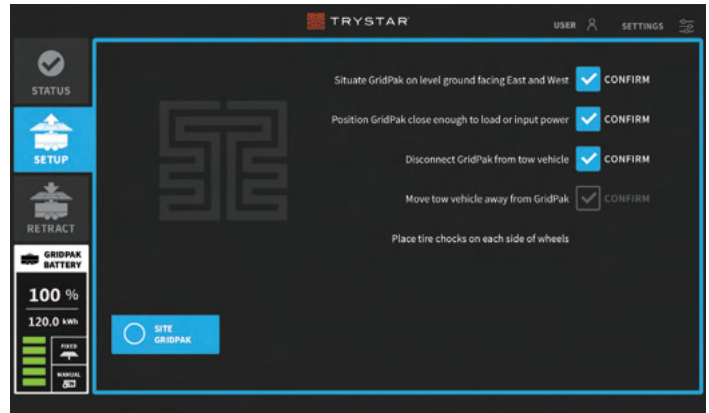 TRYSTAR
USER
SETTINGS
STATUS
SETUP
RETRACT
GRIDPAK
BATTERY
100 %
120.0 kWh
FIXED
MANUAL
Situate GridPak on level ground facing East and West
CONFIRM
Position GridPak close enough to load or input power
CONFIRM
Disconnect GridPak from tow vehicle
CONFIRM
Move tow vehicle away from GridPak
CONFIRM
Place tire chocks on each side of wheels
SITE
GRIDPAK